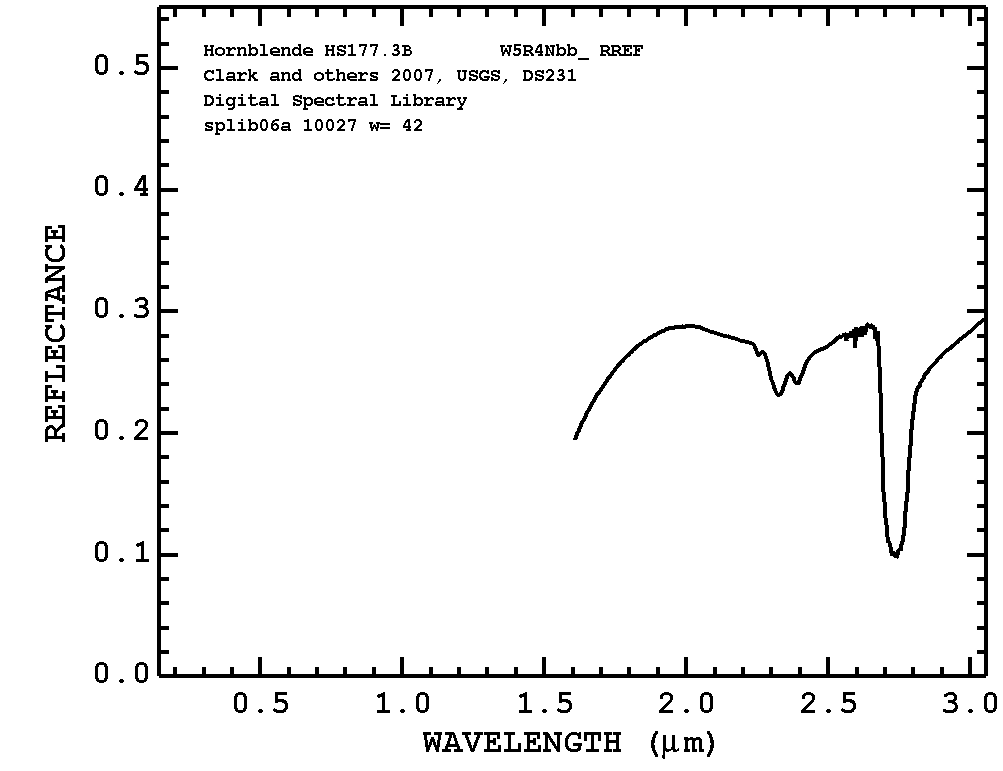 Hornblende HS177.3B W5R4Nbb_ RREF
Clark and others 2007, USGS, DS231
Digital Spectral Library
splib06a 10027 w= 42
REFLECTANCE
0.5
0.4
0.3
0.2
0.1
0.0
0.5 1.0 1.5 2.0 2.5 3.0
WAVELENGTH (μm)